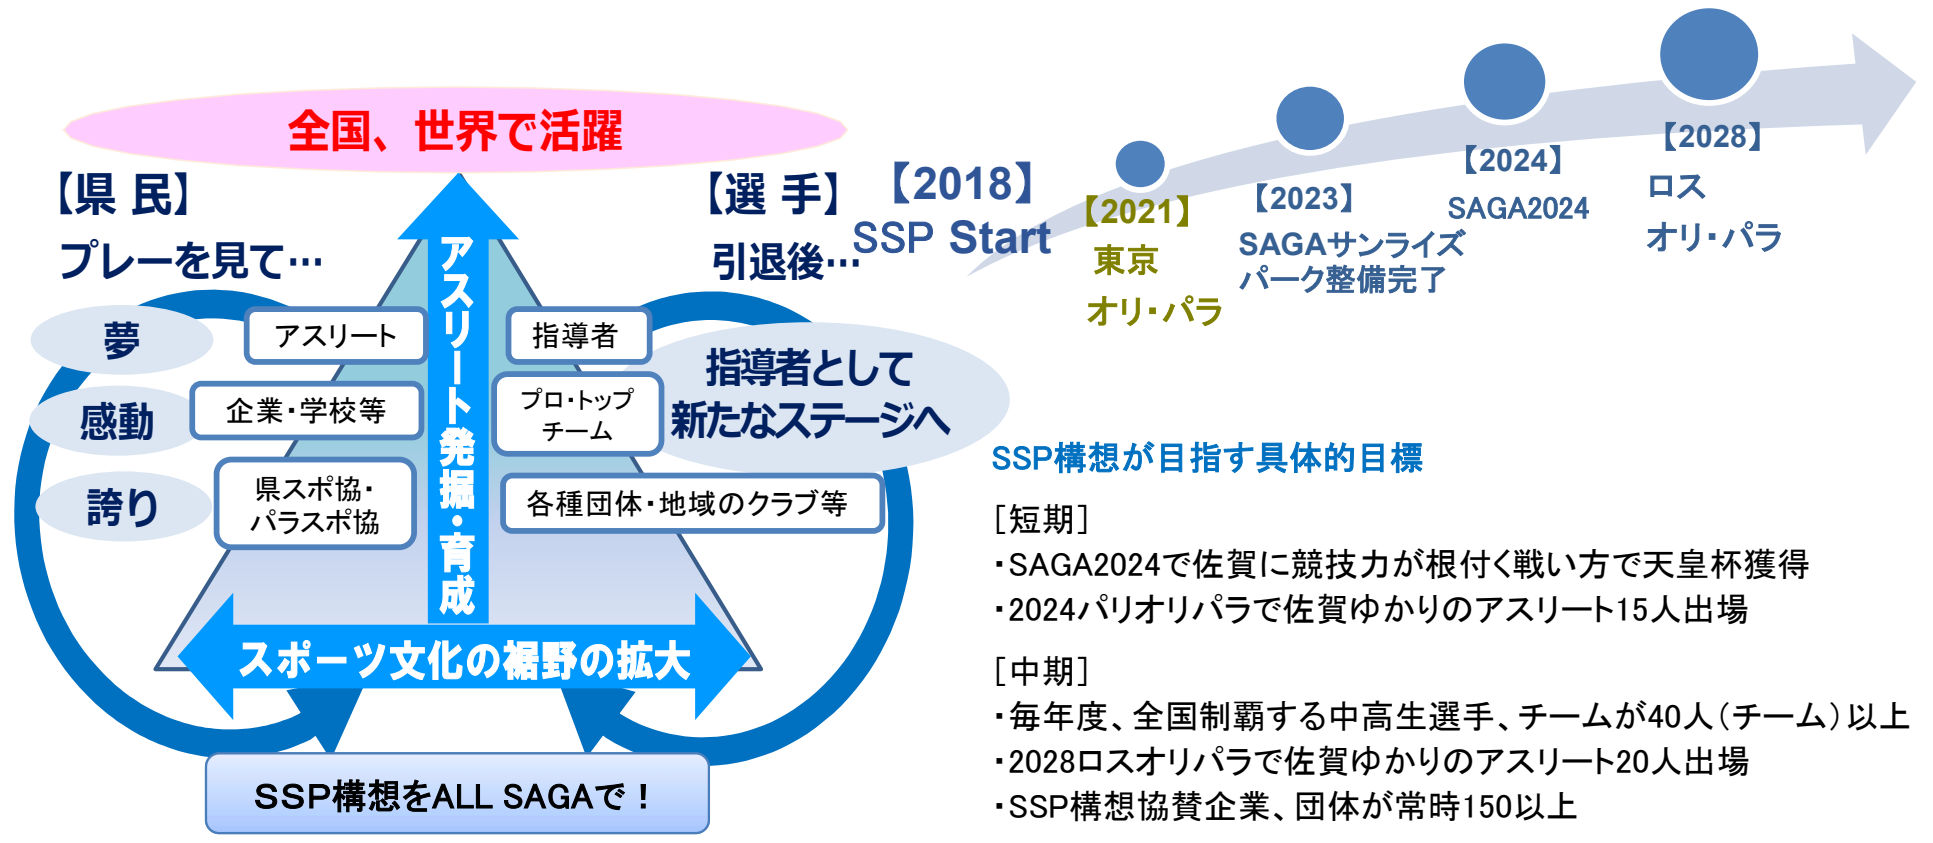 全国、世界で活躍
【県 民】
プレーを見て…
【選 手】
引退後…
夢
感動
誇り
アスリート
企業・学校等
県スポ協・
パラスポ協
アスリート発掘・育成
指導者
プロ・トップ
チーム
各種団体・地域のクラブ等
指導者として
新たなステージへ
スポーツ文化の裾野の拡大
SSP構想をALL SAGAで！
【2018】
SSP Start
【2021】
東京
オリ・パラ
【2023】
SAGAサンライズ
パーク整備完了
【2024】
SAGA2024
【2028】
ロス
オリ・パラ
SSP構想が目指す具体的目標
［短期］
・SAGA2024で佐賀に競技力が根付く戦い方で天皇杯獲得
・2024パリオリパラで佐賀ゆかりのアスリート15人出場
［中期］
・毎年度、全国制覇する中高生選手、チームが40人（チーム）以上
・2028ロスオリパラで佐賀ゆかりのアスリート20人出場
・SSP構想協賛企業、団体が常時150以上